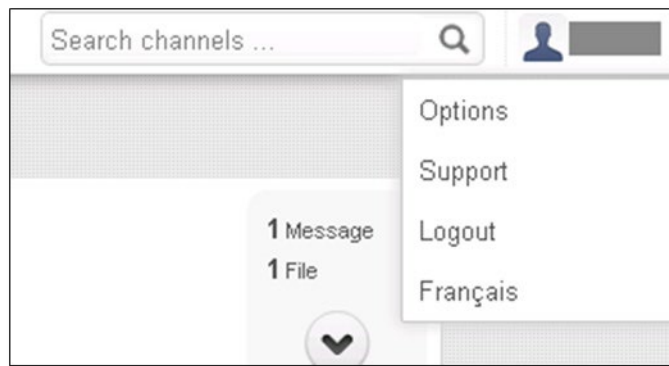 Search channels ...
Options
Support
Logout
Français
1 Message
1 File